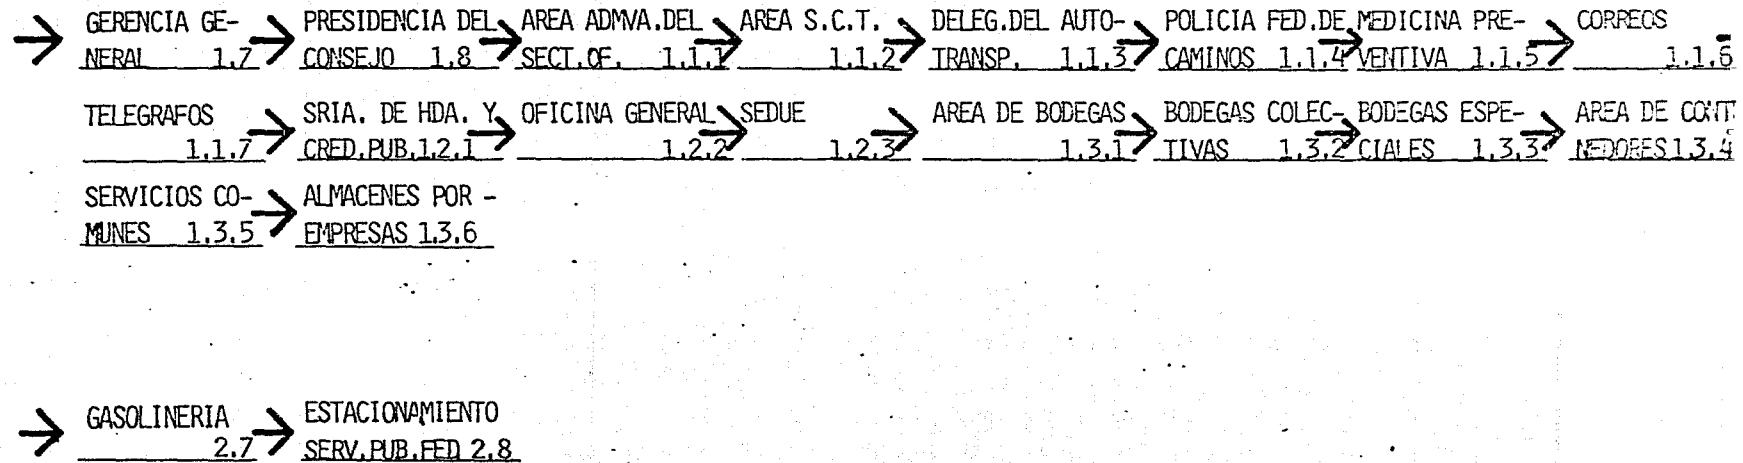 GERENCIA GE- PRESIDENCIA DEL AREA ADMVA.DEL AREA S.C.T. DELEG.DEL AUTO- POLICIA FED.DE MEDICINA PRE- CORREOS
NERAL 1.7 CONSEJO 1.8 SECT.OF. 1.1.1 1.1.2 TRANSP. 1.1.3 CAMINOS 1.1.4 VENTIVA 1.1.5 1.1.6
TELEGRAFOS SRIA. DE HDA. Y OFICINA GENERAL SEDUE AREA DE BODEGAS BODEGAS COLEC- BODEGAS ESPE- AREA DE CONTE
1.1.7 CRED.PUB.1.2.1 1.2.2 1.2.3 1.3.1 TIVAS 1.3.2 CIALES 1.3.3 NEDORES 1.3.4
SERVICIOS CO- ALMACENES POR -
MUNES 1.3.5 EMPRESAS 1.3.6
GASOLINERIA ESTACIONAMIENTO
2.7 SERV.PUB.FED 2.8